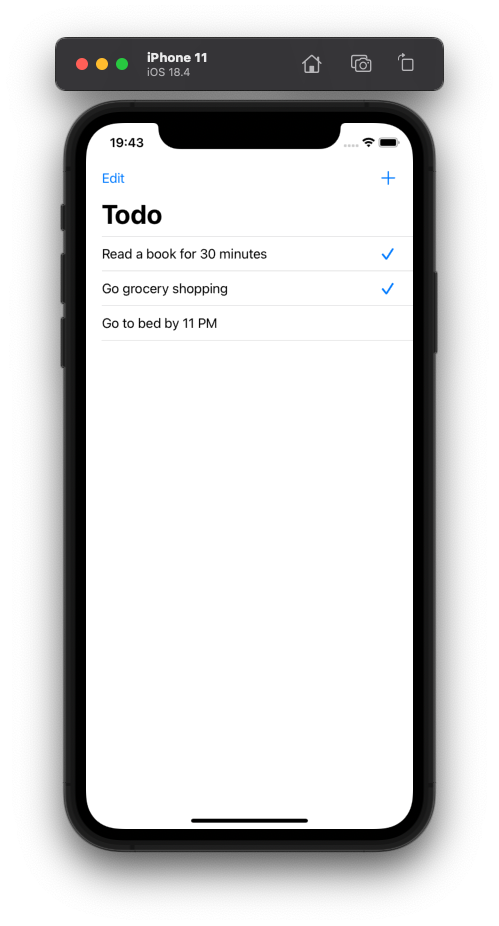 iPhone 11
iOS 18.4
19:43
Edit
Todo
Read a book for 30 minutes
Go grocery shopping
Go to bed by 11 PM